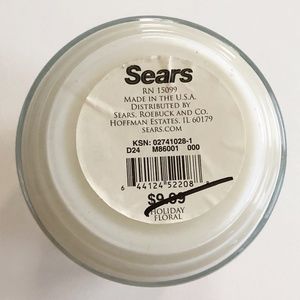 Sears
RN 15099
MADE IN THE U.S.A.
DISTRIBUTED BY
SEARS, ROEBUCK AND CO.
HOFFMAN ESTATES, IL 60179
SEARS.COM
KSN: 02741028-1
D24 M86001 000
6 44124 52208
HOLIDAY
FLORAL